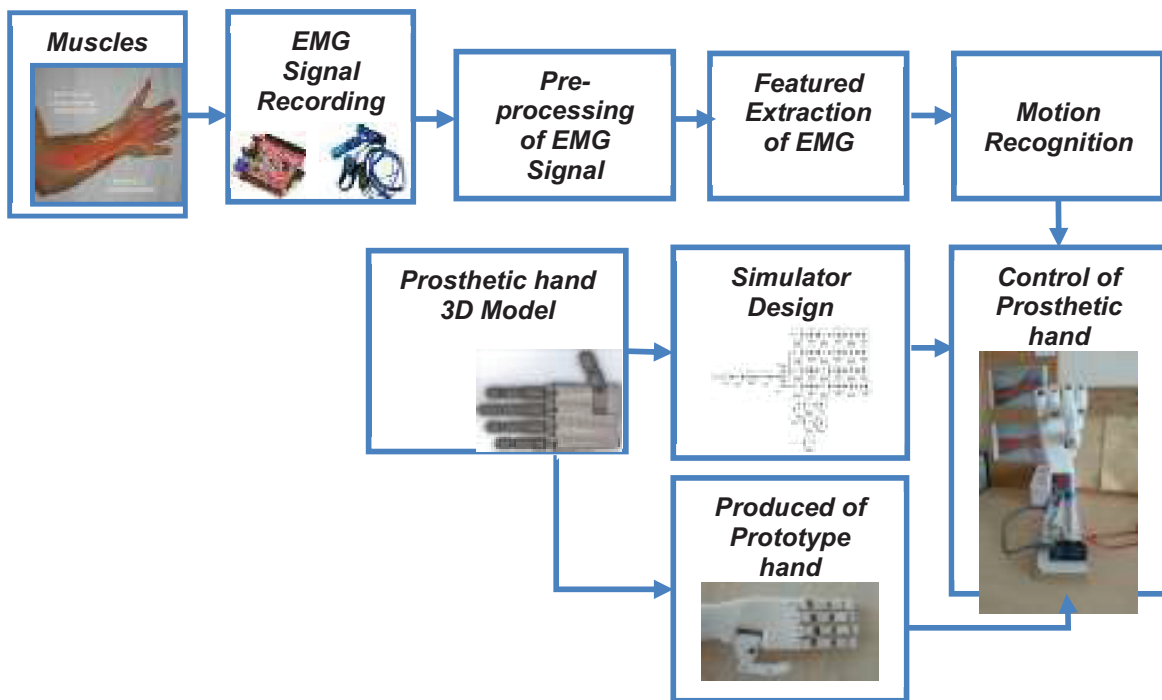 Muscles
EMG
Signal
Recording
Pre-
processing
of EMG
Signal
Featured
Extraction
of EMG
Motion
Recognition
Prosthetic hand
3D Model
Simulator
Design
Control of
Prosthetic
hand
Produced of
Prototype
hand